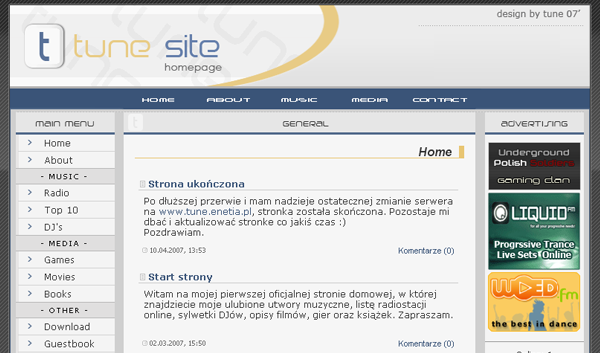 design by tune 07'
t tune site
homepage
HOME ABOUT MUSIC MEDIA CONTACT
MAIN MENU
Home
About
- MUSIC -
Radio
Top 10
DJ's
- MEDIA -
Games
Movies
Books
- OTHER -
Download
Guestbook
GENERAL
Home
Strona ukończona
Po dłuższej przerwie i mam nadzieje ostatecznej zmianie serwera
na www.tune.enetia.pl, stronka została skończona. Pozostaje mi
dbać i aktualizować stronke co jakiś czas :)
Pozdrawiam.
10.04.2007, 13:53 Komentarze (0)
Start strony
Witam na mojej pierwszej oficjalnej stronie domowej, w której
znajdziecie moje ulubione utwory muzyczne, listę radiostacji
online, sylwetki DJów, opisy filmów, gier oraz książek. Zapraszam.
02.03.2007, 15:50 Komentarze (0)
ADVERTISING
Underground
Polish
Gaming Clan
LIQUID
Progrssive Trance
Live Sets Online
fm
the best in dance